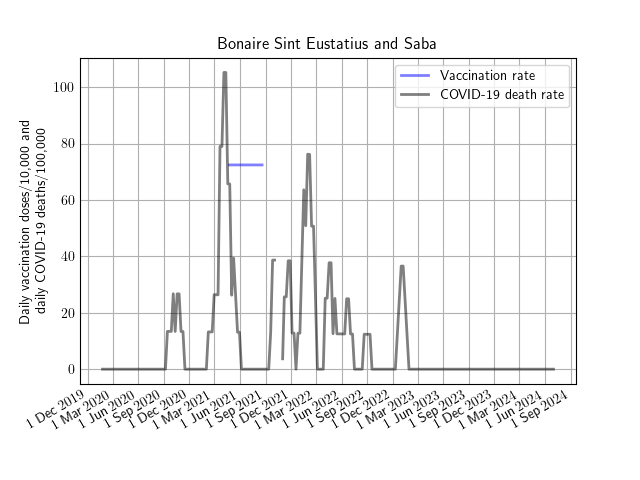 Bonaire Sint Eustatius and Saba
Vaccination rate
COVID-19 death rate
Daily vaccination doses/10,000 and
daily COVID-19 deaths/100,000
100
80
60
40
20
0
1 Dec 2019
1 Mar 2020
1 Jun 2020
1 Sep 2020
1 Dec 2020
1 Mar 2021
1 Jun 2021
1 Sep 2021
1 Dec 2021
1 Mar 2022
1 Jun 2022
1 Sep 2022
1 Dec 2022
1 Mar 2023
1 Jun 2023
1 Sep 2023
1 Dec 2023
1 Mar 2024
1 Jun 2024
1 Sep 2024